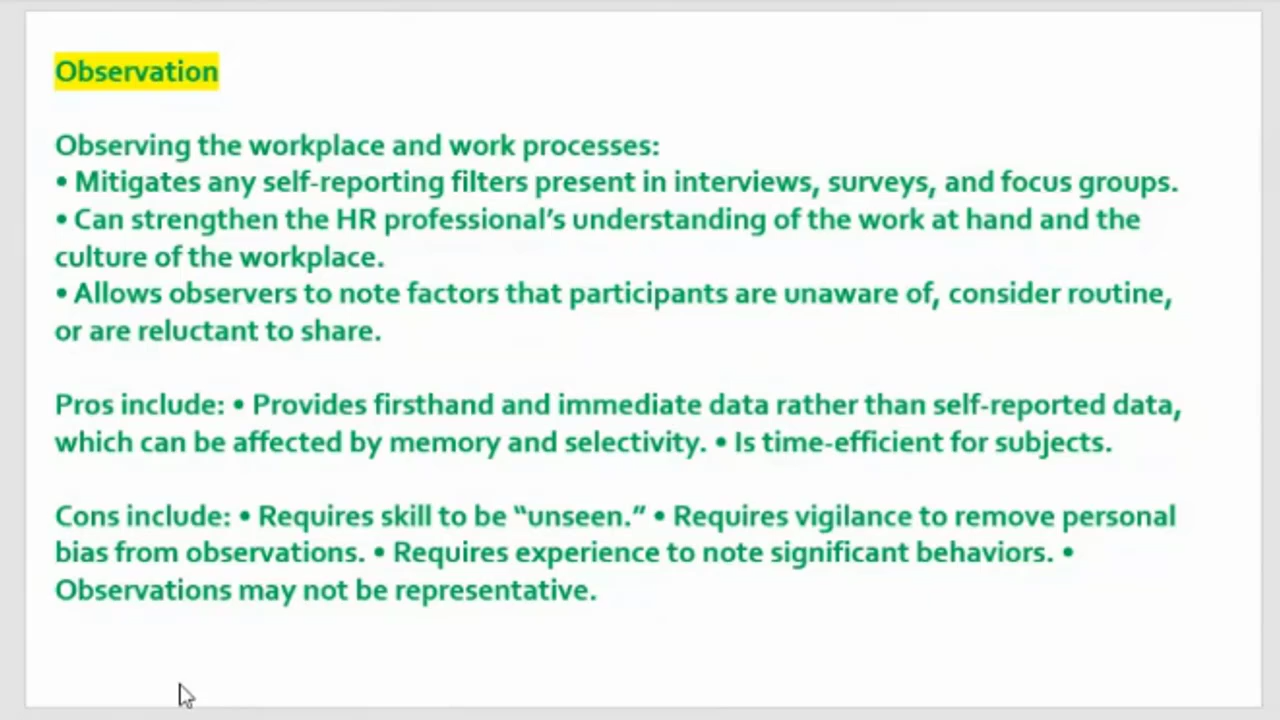 Observation
Observing the workplace and work processes:
• Mitigates any self-reporting filters present in interviews, surveys, and focus groups.
• Can strengthen the HR professional’s understanding of the work at hand and the
culture of the workplace.
• Allows observers to note factors that participants are unaware of, consider routine,
or are reluctant to share.
Pros include: • Provides firsthand and immediate data rather than self-reported data,
which can be affected by memory and selectivity. • Is time-efficient for subjects.
Cons include: • Requires skill to be “unseen.” • Requires vigilance to remove personal
bias from observations. • Requires experience to note significant behaviors. •
Observations may not be representative.